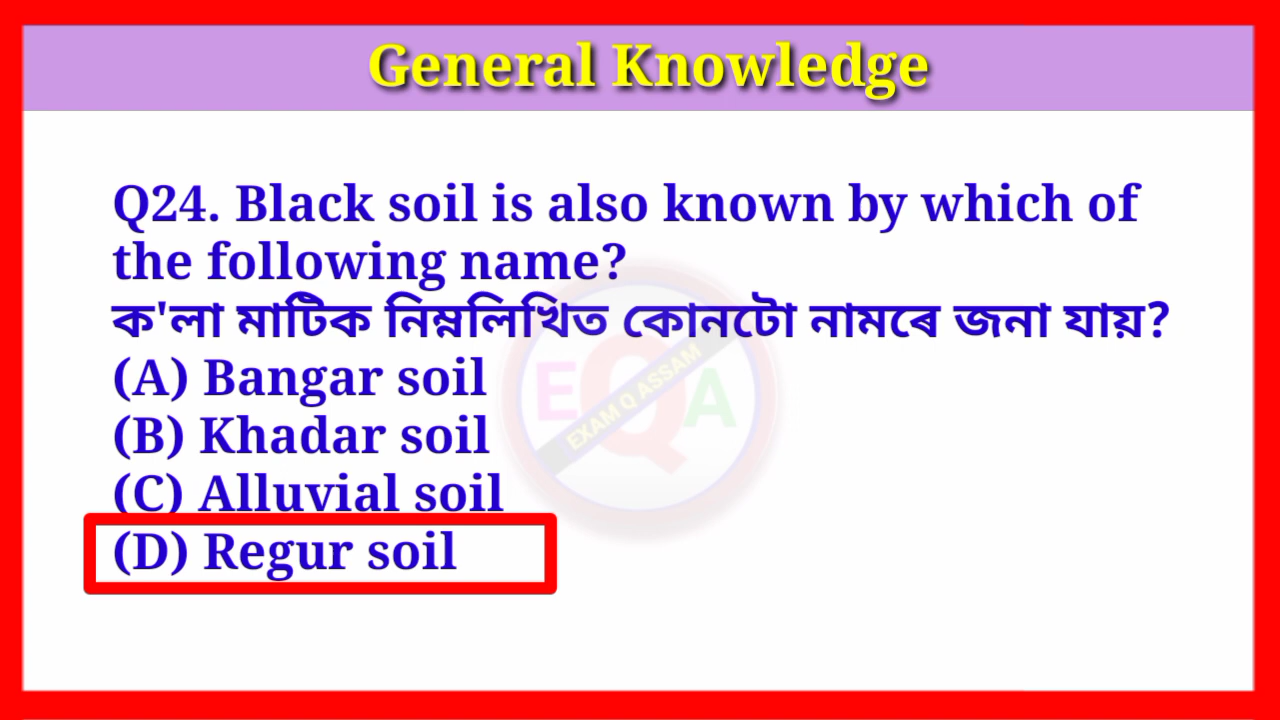 General Knowledge
Q24. Black soil is also known by which of
the following name?
ক'লা মাটিক নিম্নলিখিত কোনটো নামৰে জনা যায়?
(A) Bangar soil
(B) Khadar soil
(C) Alluvial soil
(D) Regur soil
EQA
EXAM Q ASSAM